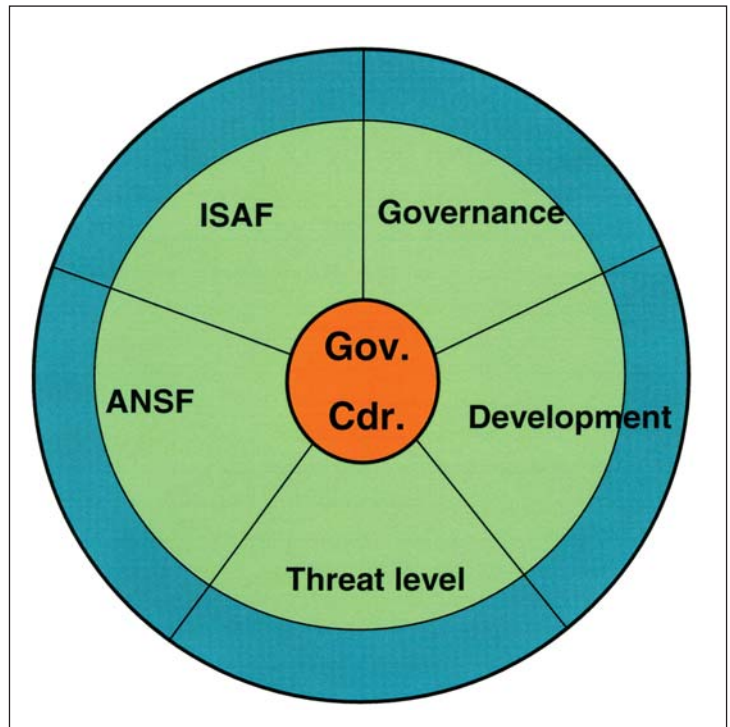 ISAF
Governance
Gov.
Cdr.
ANSF
Development
Threat level